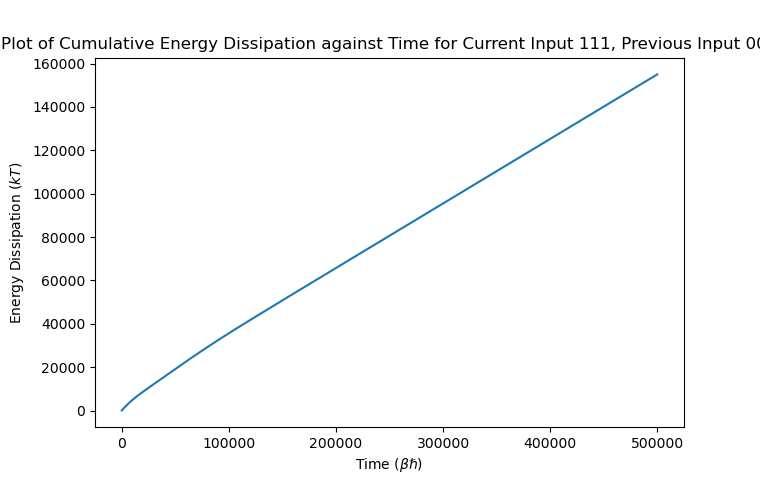 Plot of Cumulative Energy Dissipation against Time for Current Input 111, Previous Input
160000
140000
120000
100000
80000
60000
40000
20000
0
Energy Dissipation (kT)
0 100000 200000 300000 400000 500000
Time (βℏ)